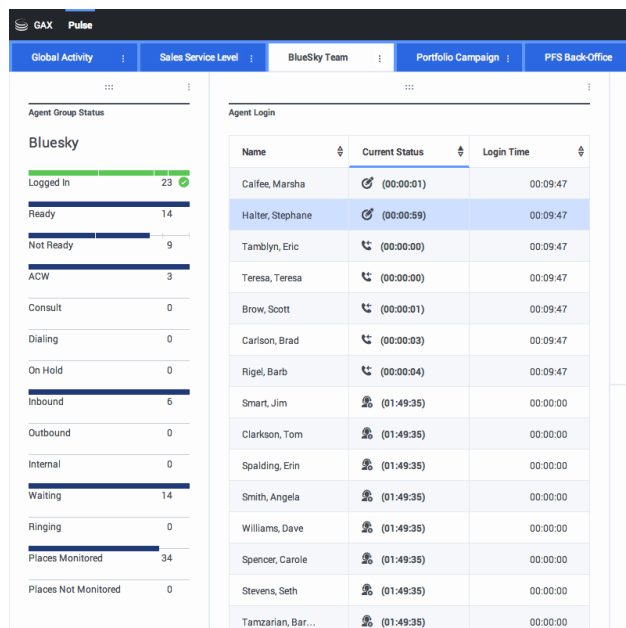 GAX Pulse
Global Activity Sales Service Level BlueSky Team Portfolio Campaign PFS Back-Office
Agent Group Status
Bluesky
Logged In 23
Ready 14
Not Ready 9
ACW 3
Consult 0
Dialing 0
On Hold 0
Inbound 6
Outbound 0
Internal 0
Waiting 14
Ringing 0
Places Monitored 34
Places Not Monitored 0
Agent Login
Name Current Status Login Time
Calfee, Marsha (00:00:01) 00:09:47
Halter, Stephane (00:00:59) 00:09:47
Tamblyn, Eric (00:00:00) 00:09:47
Teresa, Teresa (00:00:00) 00:09:47
Brow, Scott (00:00:01) 00:09:47
Carlson, Brad (00:00:03) 00:09:47
Rigel, Barb (00:00:04) 00:09:47
Smart, Jim (01:49:35) 00:00:00
Clarkson, Tom (01:49:35) 00:00:00
Spalding, Erin (01:49:35) 00:00:00
Smith, Angela (01:49:35) 00:00:00
Williams, Dave (01:49:35) 00:00:00
Spencer, Carole (01:49:35) 00:00:00
Stevens, Seth (01:49:35) 00:00:00
Tamzarian, Bar... (01:49:35) 00:00:00